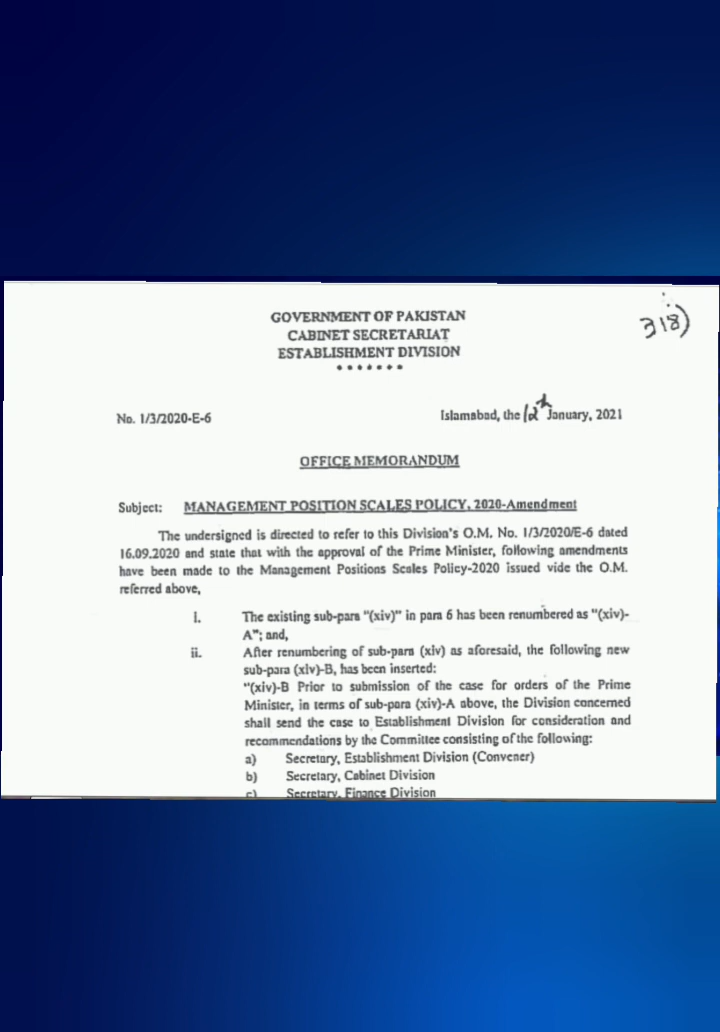 GOVERNMENT OF PAKISTAN
CABINET SECRETARIAT
ESTABLISHMENT DIVISION
*******
318)
No. 1/3/2020-E-6
Islamabad, the 12th January, 2021
OFFICE MEMORANDUM
Subject: MANAGEMENT POSITION SCALES POLICY, 2020-Amendment
The undersigned is directed to refer to this Division's O.M. No. 1/3/2020/E-6 dated
16.09.2020 and state that with the approval of the Prime Minister, following amendments
have been made to the Management Positions Scales Policy-2020 issued vide the O.M.
referred above,
i. The existing sub-para "(xiv)" in para 6 has been renumbered as "(xiv)-
A"; and,
ii. After renumbering of sub-para (xiv) as aforesaid, the following new
sub-para (xiv)-B, has been inserted:
"(xiv)-B Prior to submission of the case for orders of the Prime
Minister, in terms of sub-para (xiv)-A above, the Division concerned
shall send the case to Establishment Division for consideration and
recommendations by the Committee consisting of the following:
a) Secretary, Establishment Division (Convener)
b) Secretary, Cabinet Division
c) Secretary, Finance Division